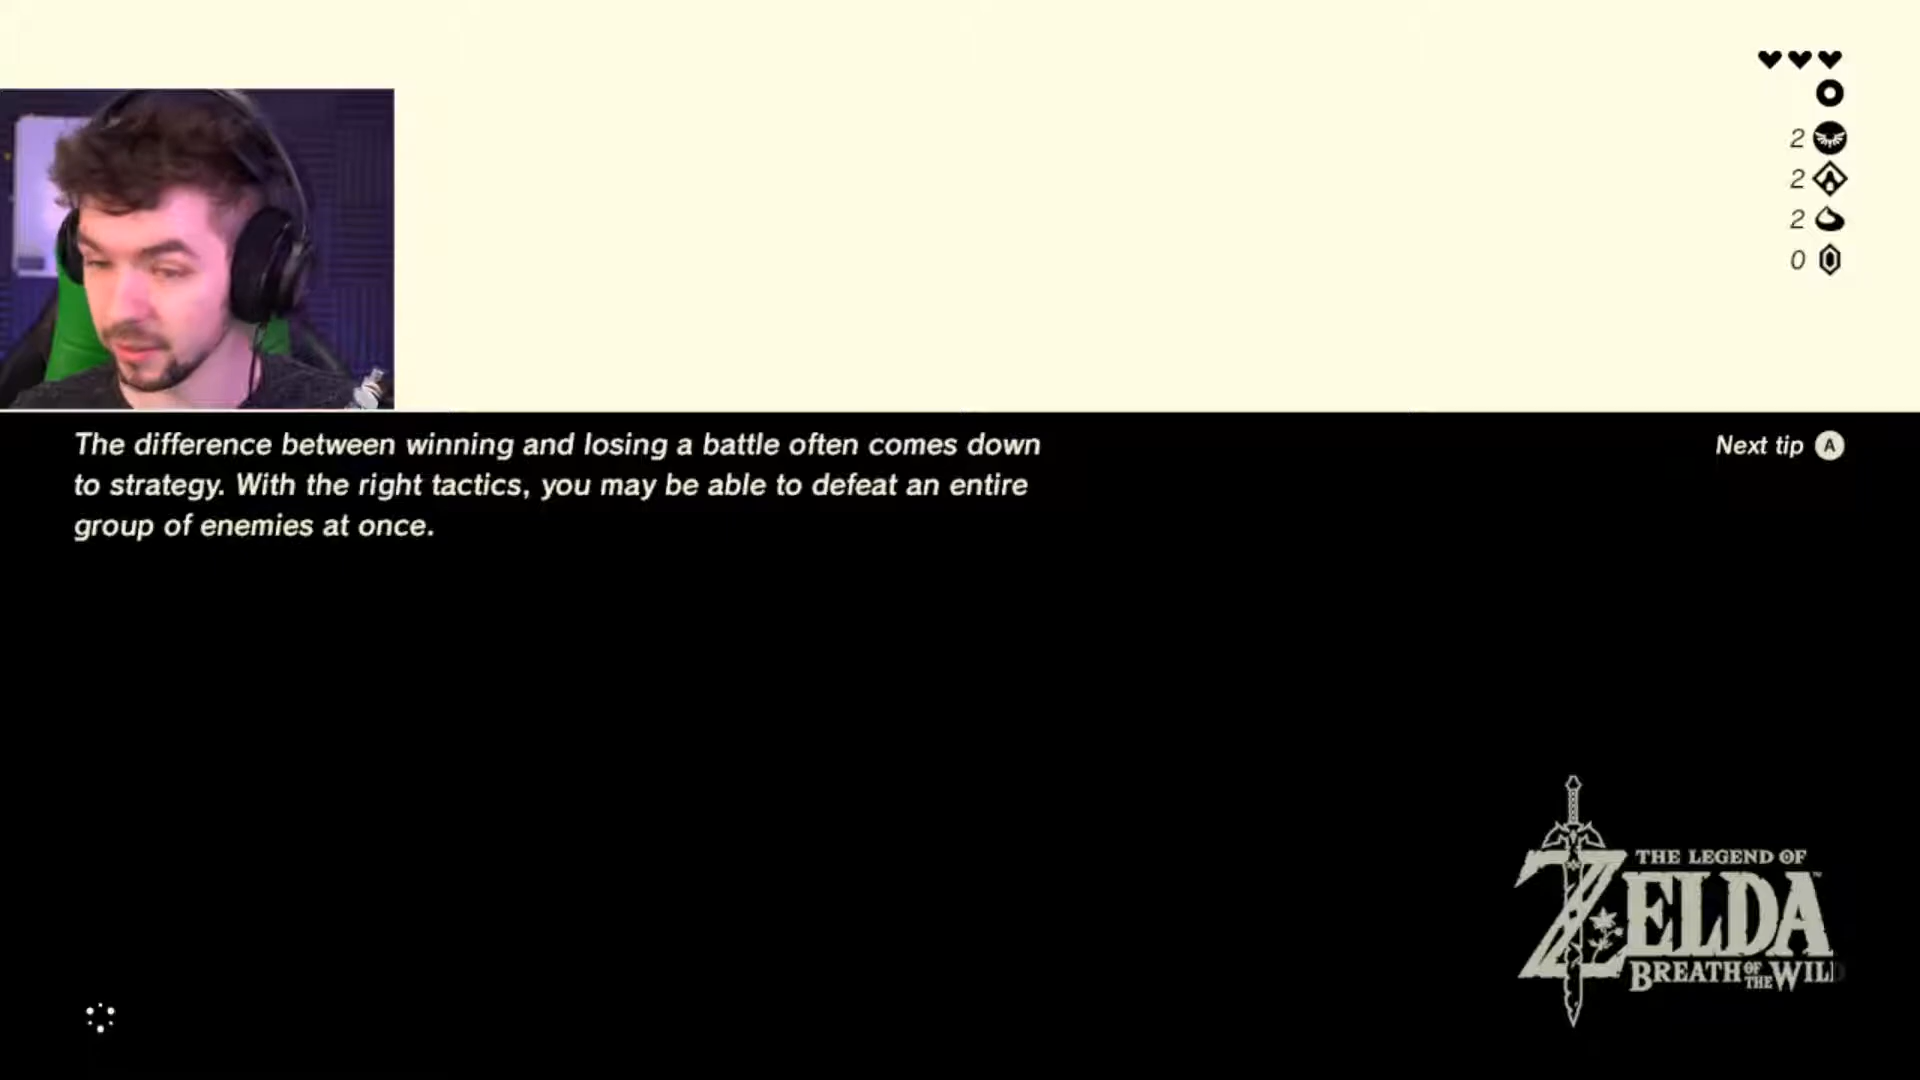 2
2
2
0
The difference between winning and losing a battle often comes down
to strategy. With the right tactics, you may be able to defeat an entire
group of enemies at once.
Next tip A
THE LEGEND OF
ZELDA
BREATH OF THE WILD